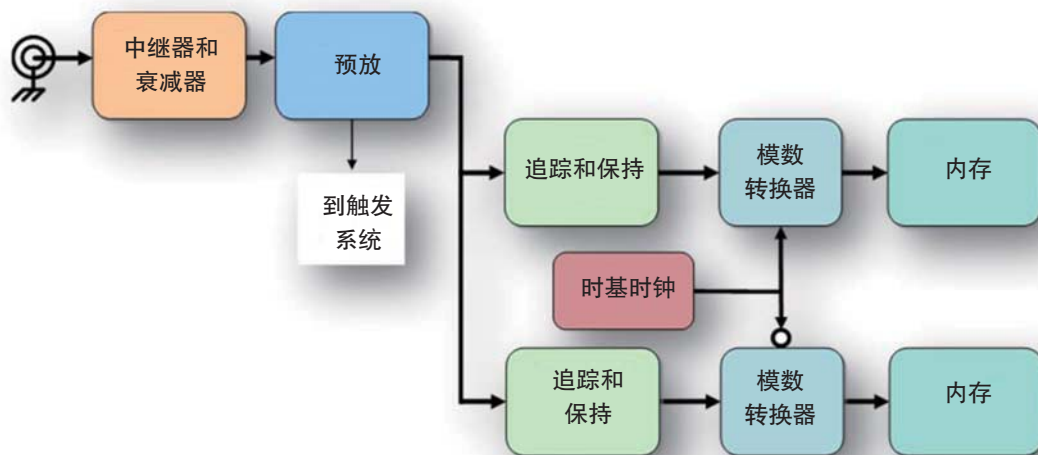 中继器和
衰减器
预放
到触发
系统
追踪和保持
模数
转换器
内存
时基时钟
追踪和
保持
模数
转换器
内存